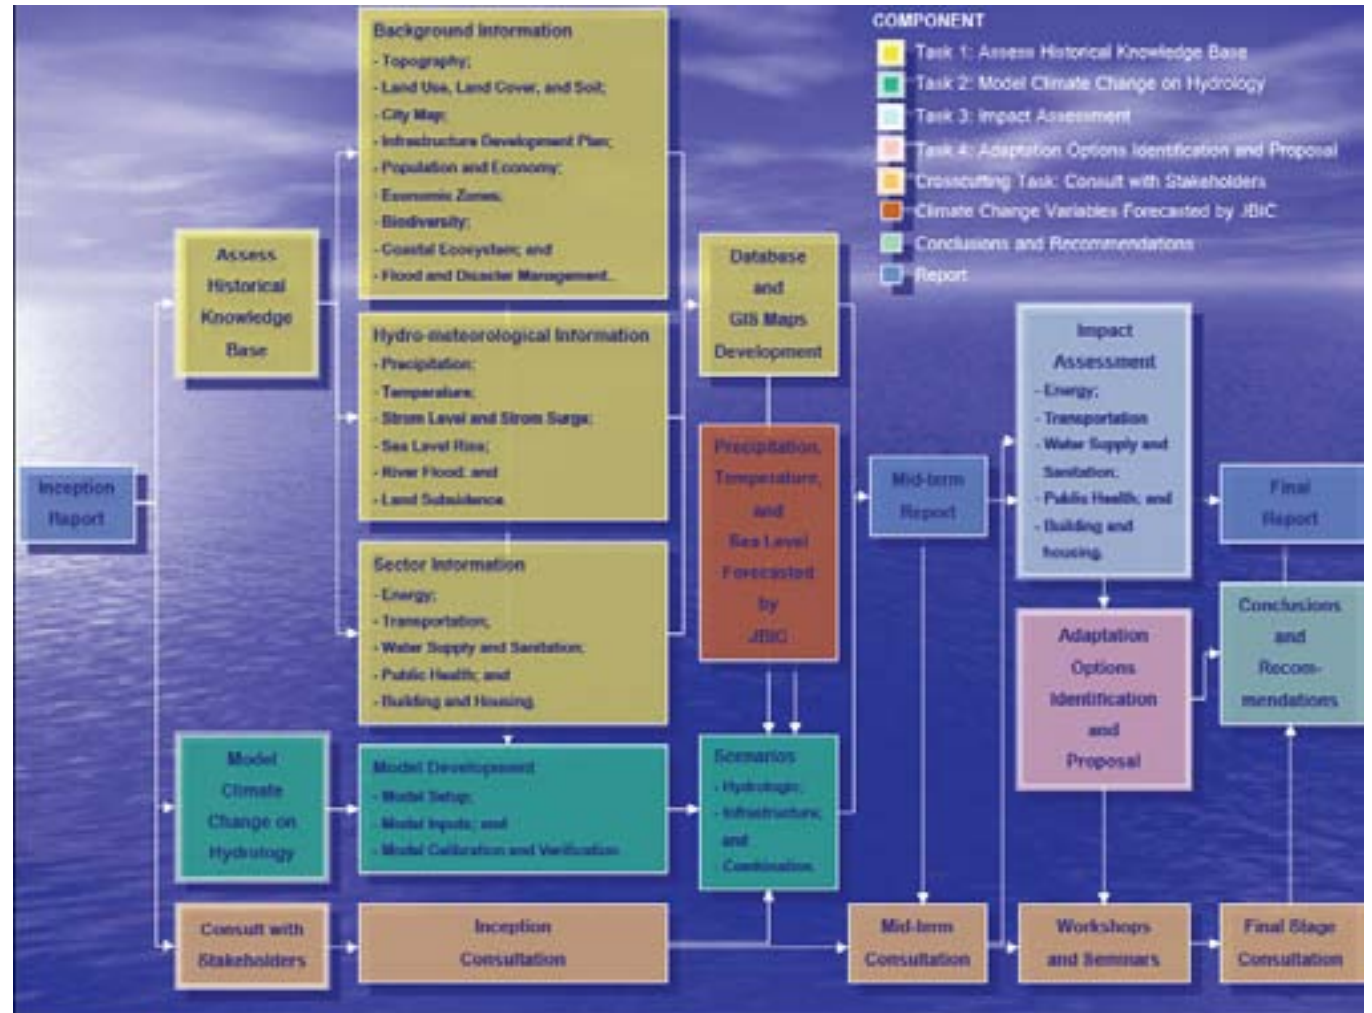 COMPONENT
Task 1: Assess Historical Knowledge Base
Task 2: Model Climate Change on Hydrology
Task 3: Impact Assessment
Task 4: Adaptation Options Identification and Proposal
Crosscutting Task: Consult with Stakeholders
Climate Change Variables Forecasted by JBIC
Conclusions and Recommendations
Report
Inception
Report
Assess
Historical
Knowledge
Base
Model
Climate
Change on
Hydrology
Consult with
Stakeholders
Background Information
- Topography;
- Land Use, Land Cover, and Soil;
- City Map;
- Infrastructure Development Plan;
- Population and Economy;
- Economic Zones;
- Biodiversity;
- Coastal Ecosystem; and
- Flood and Disaster Management.
Hydro-meteorological Information
- Precipitation;
- Temperature;
- Strom Level and Strom Surge;
- Sea Level Rise;
- River Flood; and
- Land Subsidence.
Sector Information
- Energy;
- Transportation;
- Water Supply and Sanitation;
- Public Health; and
- Building and Housing.
Model Development
- Model Setup;
- Model Inputs; and
- Model Calibration and Verification
Inception
Consultation
Database
and
GIS Maps
Development
Precipitation,
Temperature,
and
Sea Level
Forecasted
by
JBIC
Scenarios
- Hydrologic;
- Infrastructure;
and
- Combination.
Mid-term
Report
Mid-term
Consultation
Impact
Assessment
- Energy;
- Transportation
- Water Supply and
Sanitation.
- Public Health; and
- Building and
housing.
Adaptation
Options
Identification
and
Proposal
Workshops
and Seminars
Final
Report
Conclusions
and
Recom-
mendations
Final Stage
Consultation